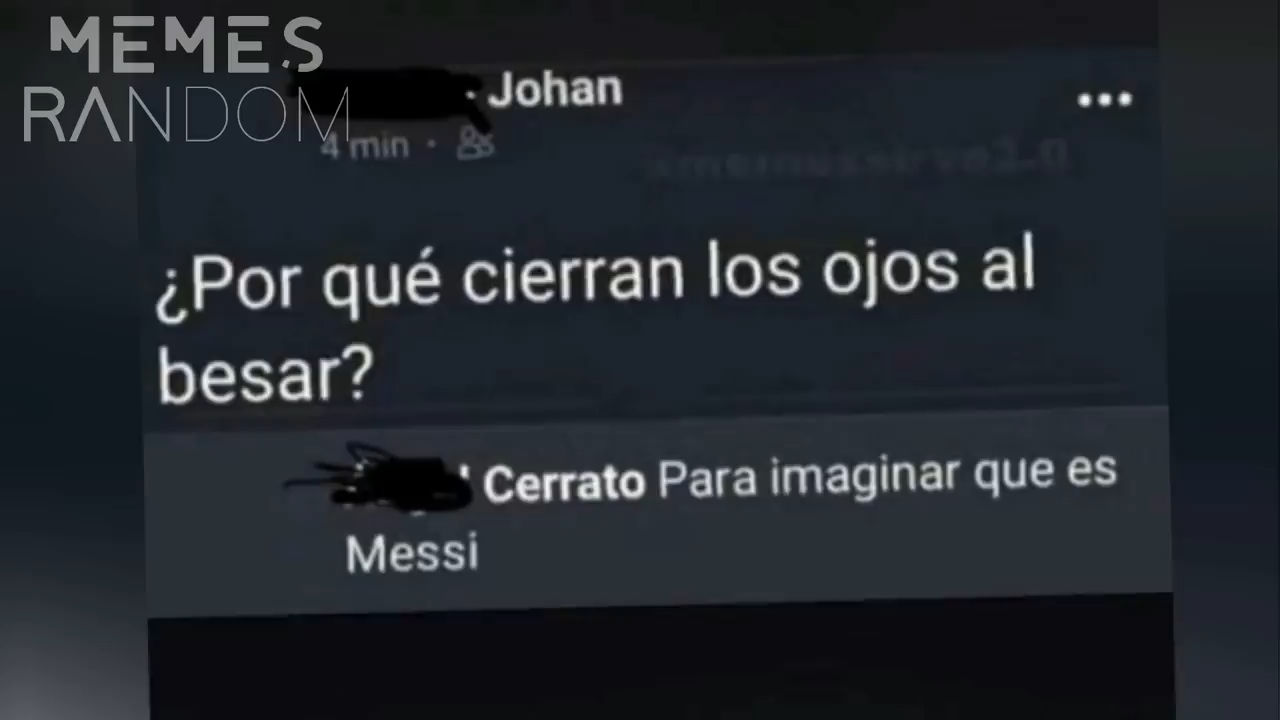 MEMES
RANDOM
Johan
4 min ·
¿Por qué cierran los ojos al
besar?
Cerrato Para imaginar que es
Messi